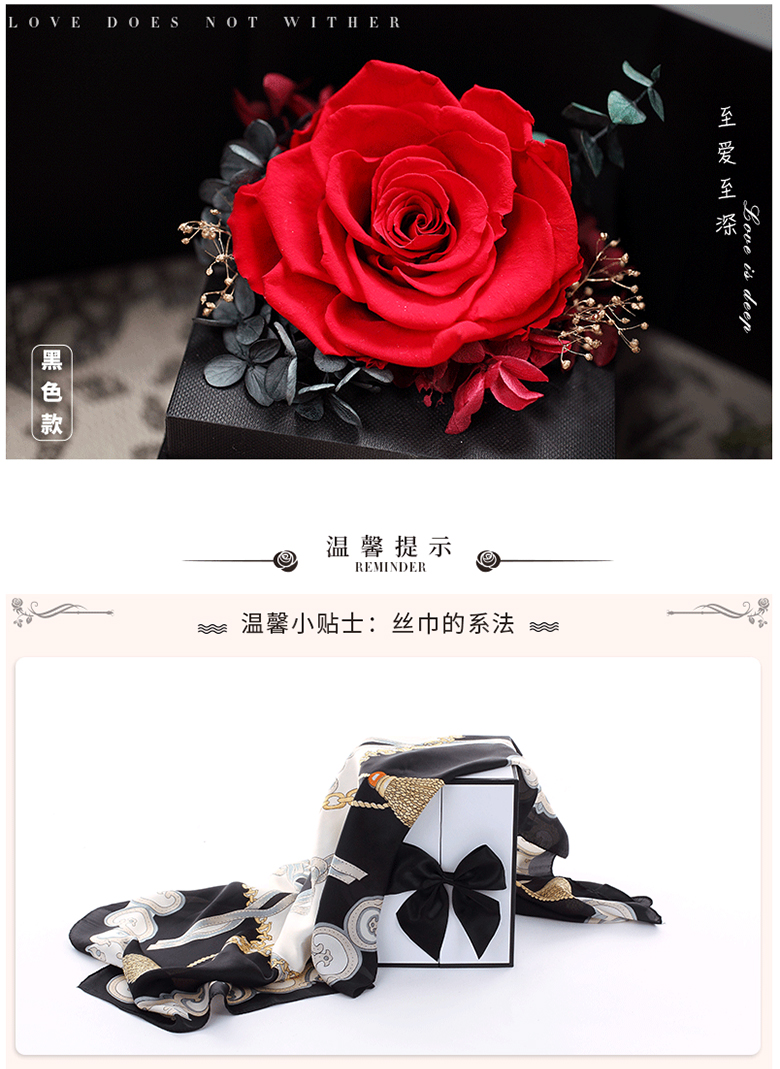 LOVE DOES NOT WITHER
至爱至深
Love is deep
黑色款
温馨提示
REMINDER
温馨小贴士：丝巾的系法